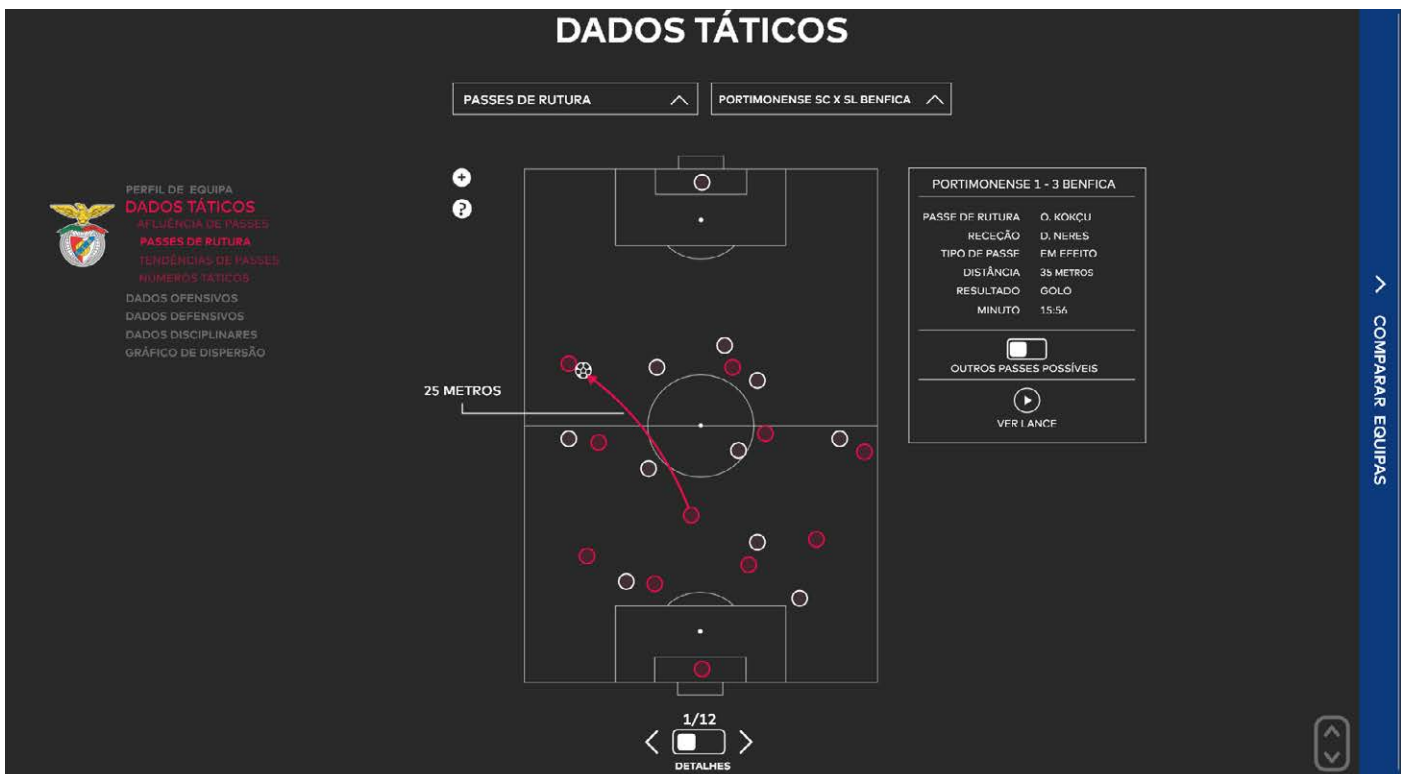 DADOS TÁTICOS
PASSES DE RUTURA
PORTIMONENSE SC X SL BENFICA
PERFIL DE EQUIPA
DADOS TÁTICOS
AFLUÊNCIA DE PASSES
PASSES DE RUTURA
TENDÊNCIAS DE PASSES
NÚMEROS TÁTICOS
DADOS OFENSIVOS
DADOS DEFENSIVOS
DADOS DISCIPLINARES
GRÁFICO DE DISPERSÃO
+
?
25 METROS
PORTIMONENSE 1 - 3 BENFICA
PASSE DE RUTURA O. KOKÇU
RECEÇÃO D. NERES
TIPO DE PASSE EM EFEITO
DISTÂNCIA 35 METROS
RESULTADO GOLO
MINUTO 15:56
OUTROS PASSES POSSÍVEIS
VER LANCE
COMPARAR EQUIPAS
1/12
DETALHES